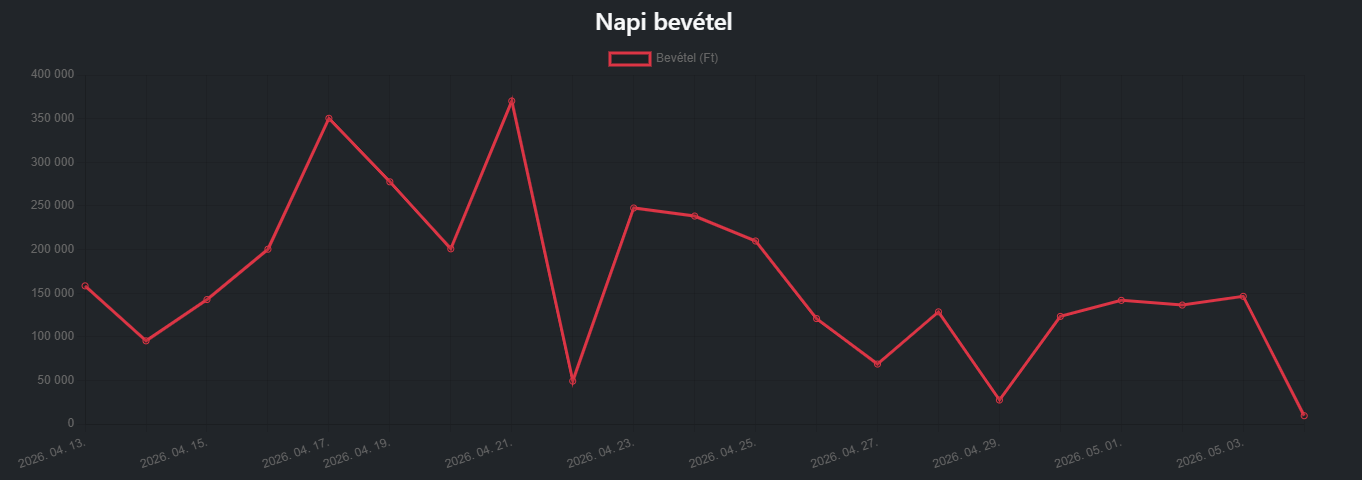 Napi bevétel
Bevétel (Ft)
400 000
350 000
300 000
250 000
200 000
150 000
100 000
50 000
0
2026. 04. 13.
2026. 04. 15.
2026. 04. 17.
2026. 04. 19.
2026. 04. 21.
2026. 04. 23.
2026. 04. 25.
2026. 04. 27.
2026. 04. 29.
2026. 05. 01.
2026. 05. 03.